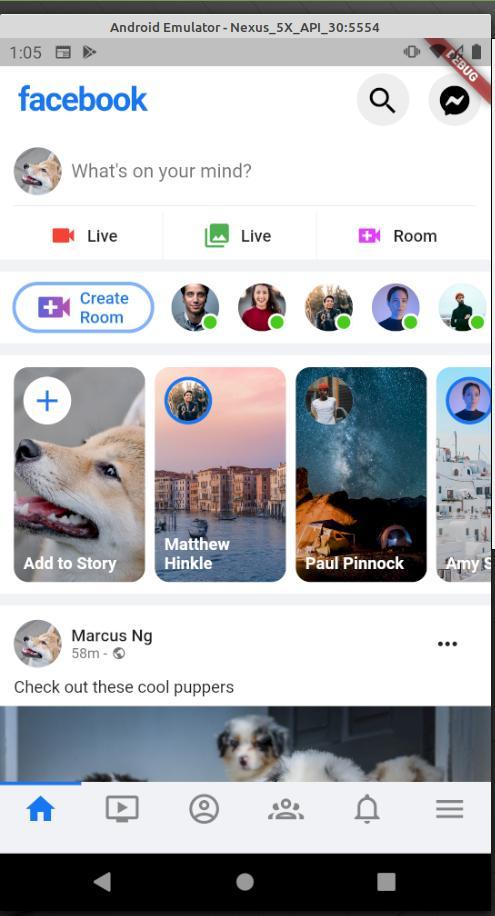 Android Emulator - Nexus_5X_API_30:5554
1:05
DEBUG
facebook
What's on your mind?
Live
Live
Room
Create
Room
Add to Story
Matthew
Hinkle
Paul Pinnock
Amy S
Marcus Ng
58m -
Check out these cool puppers